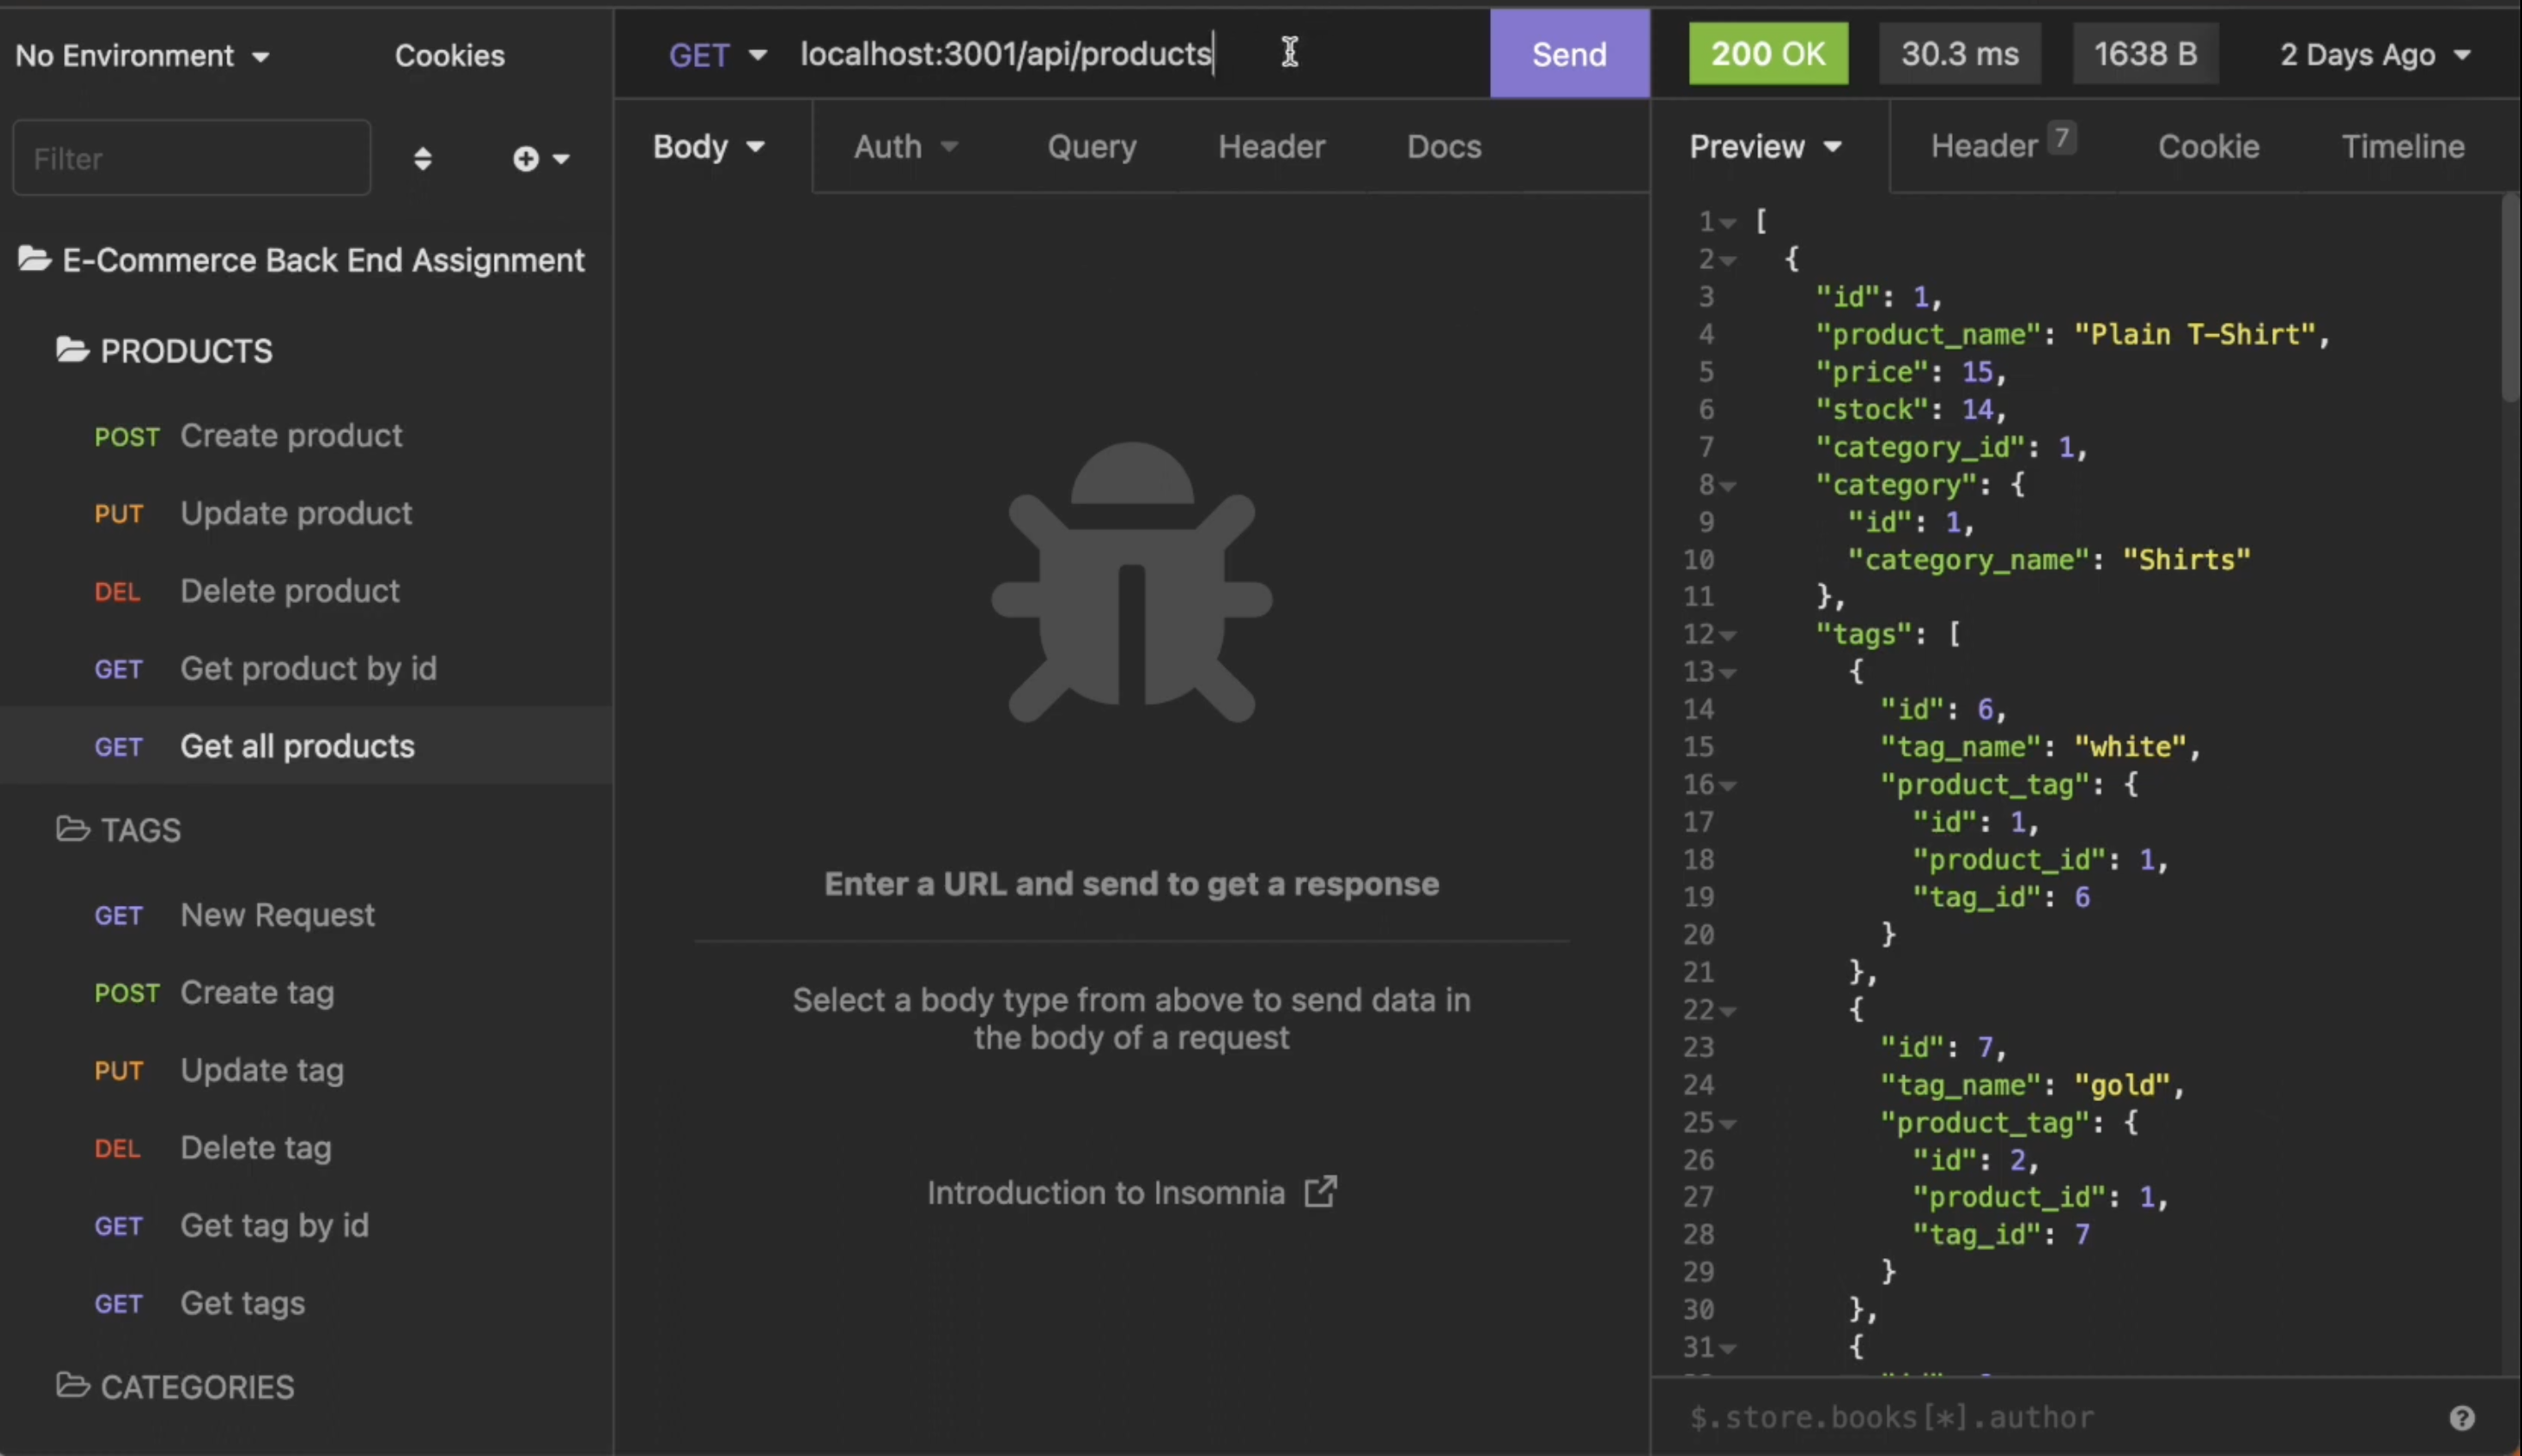 No Environment
Cookies
GET
localhost:3001/api/products
Send
200 OK
30.3 ms
1638 B
2 Days Ago
Filter
Body
Auth
Query
Header
Docs
Preview
Header 7
Cookie
Timeline
E-Commerce Back End Assignment
PRODUCTS
POST Create product
PUT Update product
DEL Delete product
GET Get product by id
GET Get all products
TAGS
GET New Request
POST Create tag
PUT Update tag
DEL Delete tag
GET Get tag by id
GET Get tags
CATEGORIES
Enter a URL and send to get a response
Select a body type from above to send data in
the body of a request
Introduction to Insomnia
1 [
2 {
3 "id": 1,
4 "product_name": "Plain T-Shirt",
5 "price": 15,
6 "stock": 14,
7 "category_id": 1,
8 "category": {
9 "id": 1,
10 "category_name": "Shirts"
11 },
12 "tags": [
13 {
14 "id": 6,
15 "tag_name": "white",
16 "product_tag": {
17 "id": 1,
18 "product_id": 1,
19 "tag_id": 6
20 }
21 },
22 {
23 "id": 7,
24 "tag_name": "gold",
25 "product_tag": {
26 "id": 2,
27 "product_id": 1,
28 "tag_id": 7
29 }
30 },
31 {
$.store.books[*].author